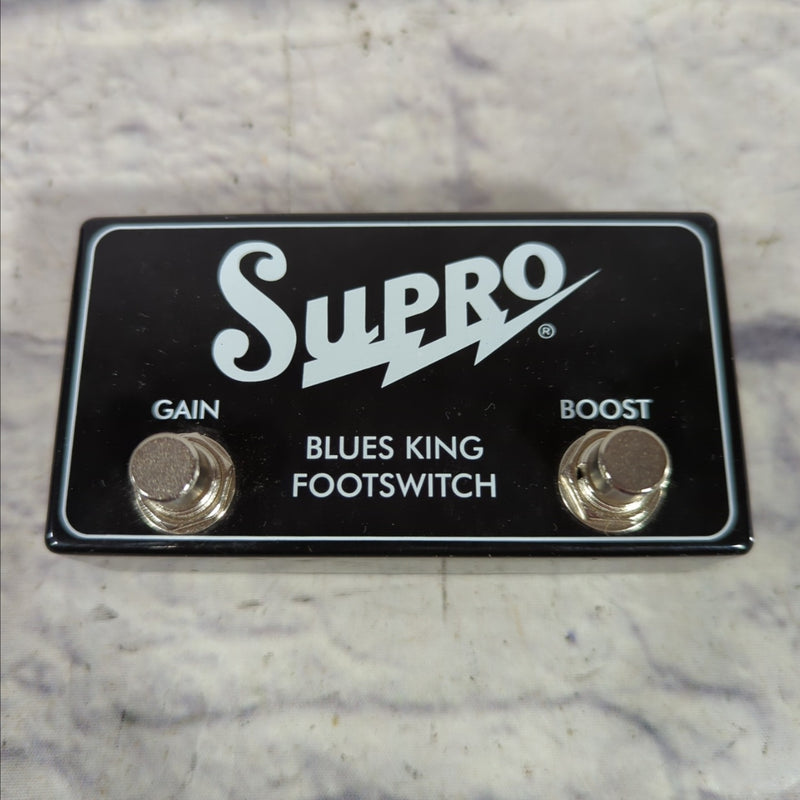 SUPRO®
GAIN
BOOST
BLUES KING
FOOTSWITCH